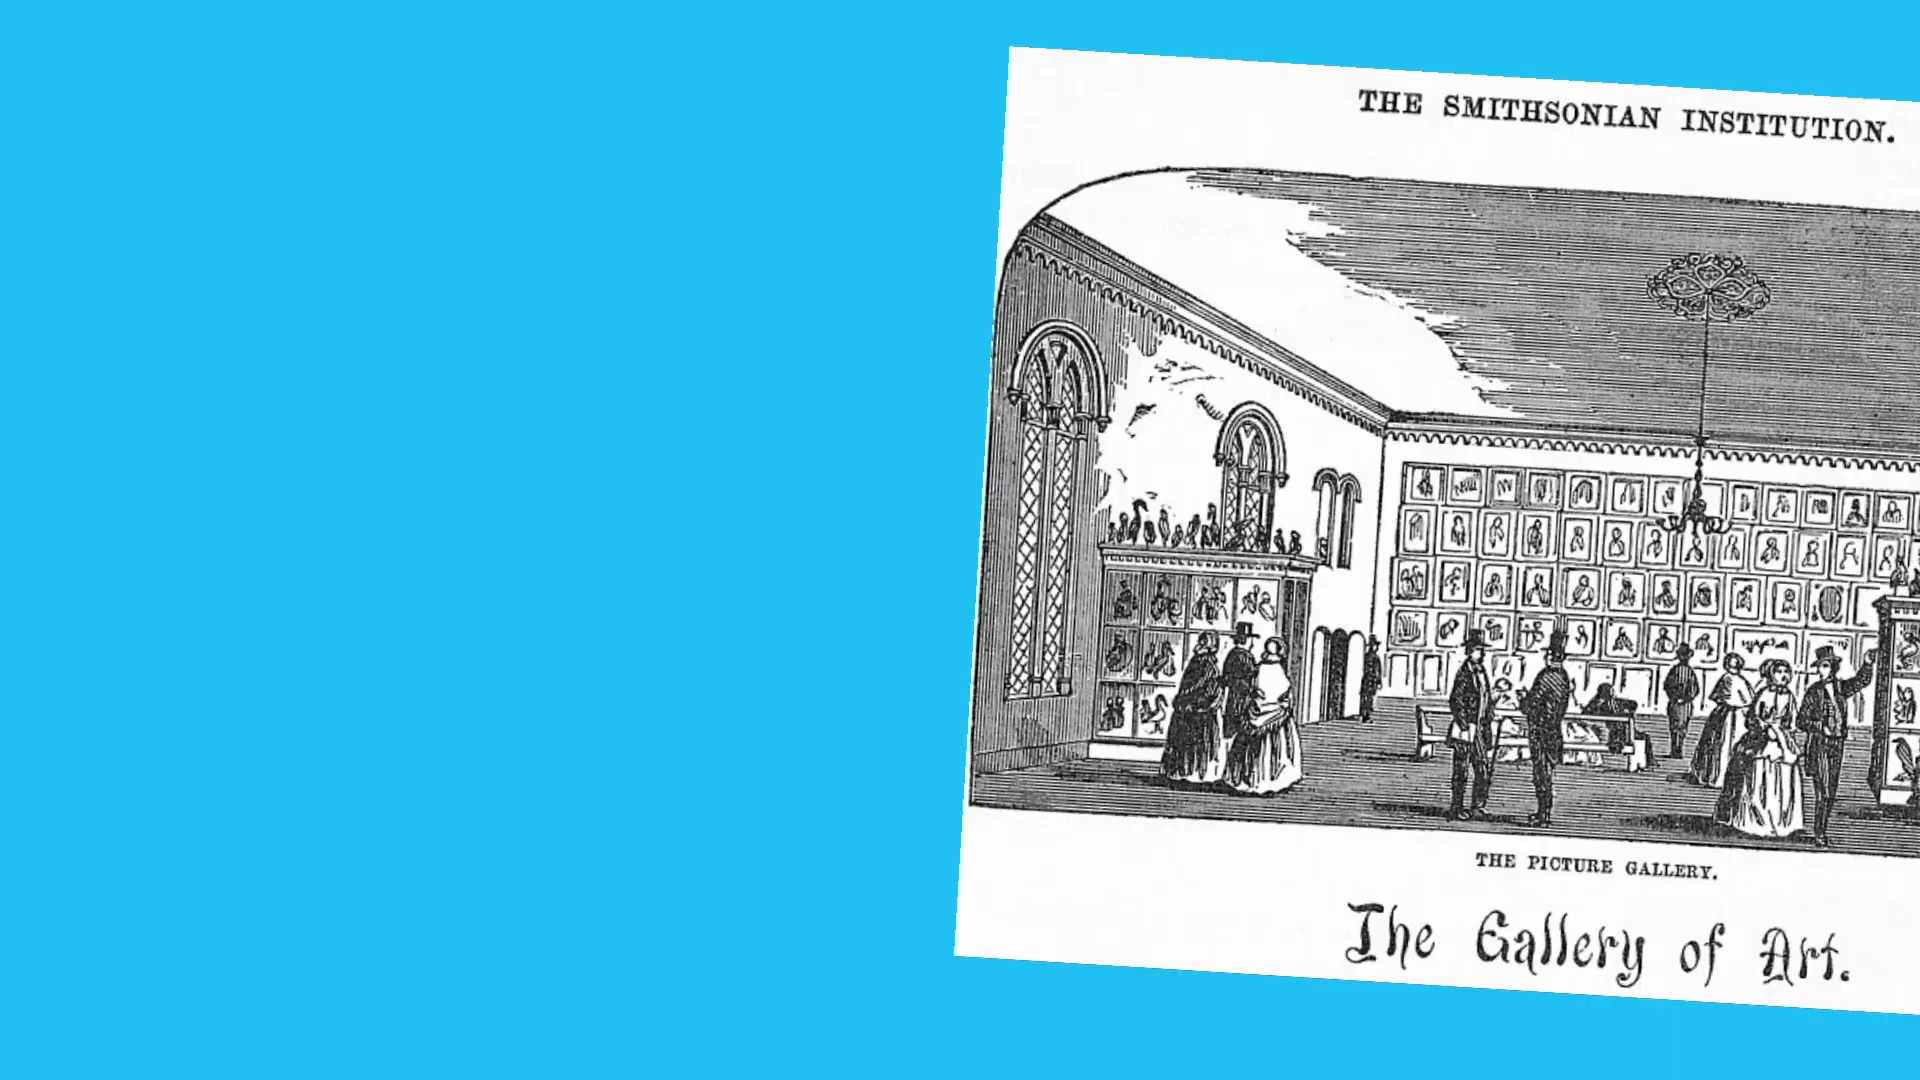 THE SMITHSONIAN INSTITUTION.
THE PICTURE GALLERY.
The Gallery of Art.